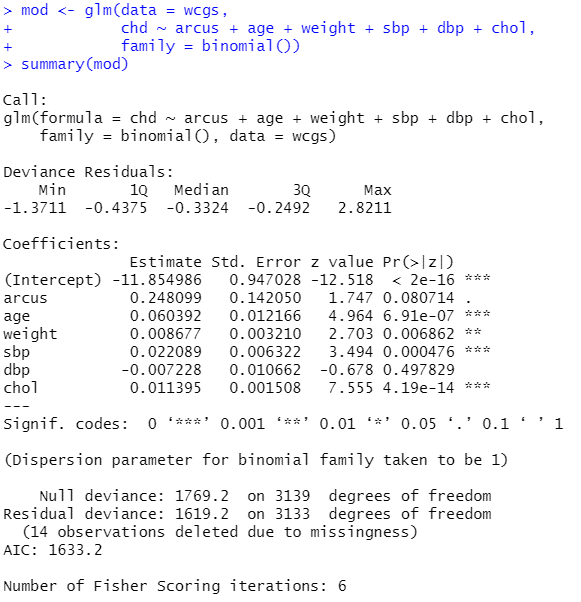 > mod <- glm(data = wcgs,
+            chd ~ arcus + age + weight + sbp + dbp + chol,
+            family = binomial())
> summary(mod)

Call:
glm(formula = chd ~ arcus + age + weight + sbp + dbp + chol,
    family = binomial(), data = wcgs)

Deviance Residuals:
    Min       1Q   Median       3Q      Max
-1.3711  -0.4375  -0.3324  -0.2492   2.8211

Coefficients:
              Estimate Std. Error z value Pr(>|z|)
(Intercept) -11.854986   0.947028 -12.518  < 2e-16 ***
arcus         0.248099   0.142050   1.747 0.080714 .
age           0.060392   0.012166   4.964 6.91e-07 ***
weight        0.008677   0.003210   2.703 0.006862 **
sbp           0.022089   0.006322   3.494 0.000476 ***
dbp          -0.007228   0.010662  -0.678 0.497829
chol          0.011395   0.001508   7.555 4.19e-14 ***
---
Signif. codes:  0 ‘***’ 0.001 ‘**’ 0.01 ‘*’ 0.05 ‘.’ 0.1 ‘ ’ 1

(Dispersion parameter for binomial family taken to be 1)

    Null deviance: 1769.2  on 3139  degrees of freedom
Residual deviance: 1619.2  on 3133  degrees of freedom
  (14 observations deleted due to missingness)
AIC: 1633.2

Number of Fisher Scoring iterations: 6